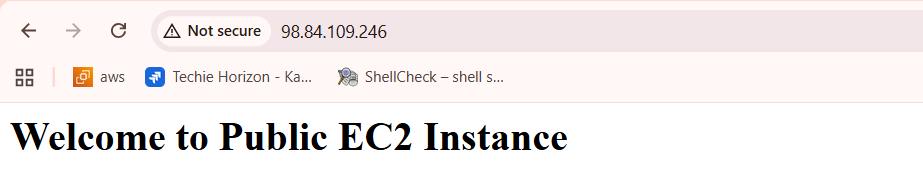 Not secure 98.84.109.246
aws Techie Horizon - Ka... ShellCheck – shell s...
Welcome to Public EC2 Instance